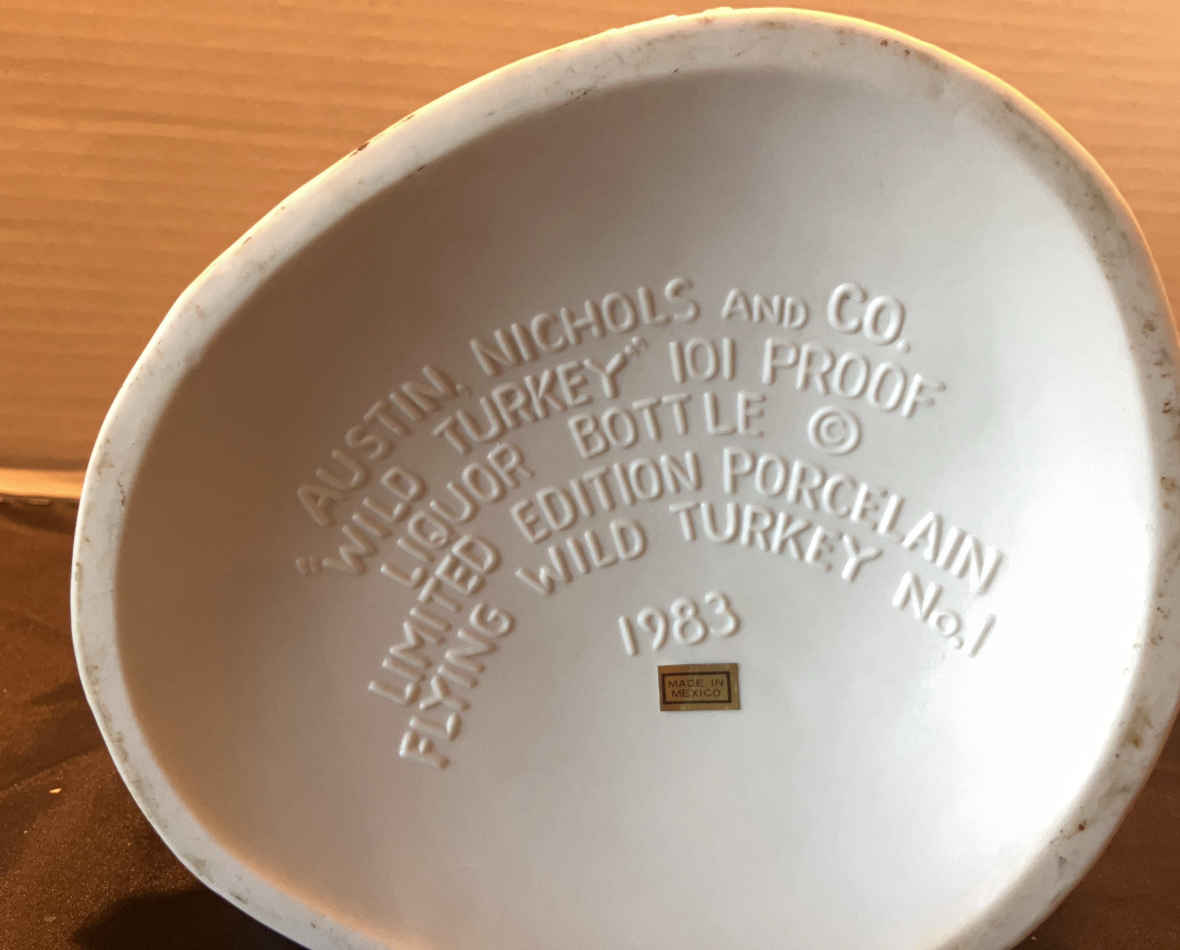 AUSTIN, NICHOLS AND CO.
"WILD TURKEY" 101 PROOF
LIQUOR BOTTLE ©
LIMITED EDITION PORCELAIN
FLYING WILD TURKEY No. 1
1983
MADE IN
MEXICO